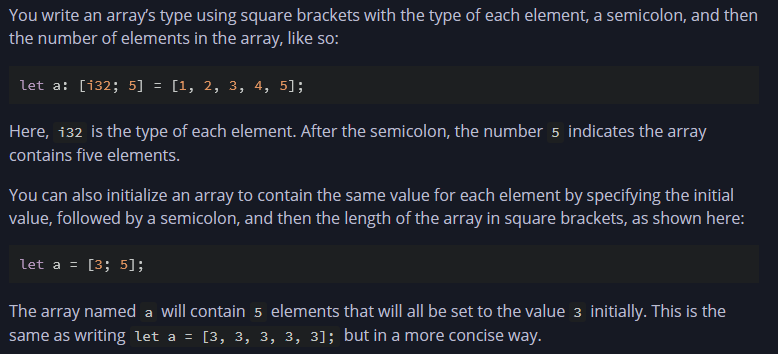 You write an array’s type using square brackets with the type of each element, a semicolon, and then
the number of elements in the array, like so:
let a: [i32; 5] = [1, 2, 3, 4, 5];
Here, i32 is the type of each element. After the semicolon, the number 5 indicates the array
contains five elements.
You can also initialize an array to contain the same value for each element by specifying the initial
value, followed by a semicolon, and then the length of the array in square brackets, as shown here:
let a = [3; 5];
The array named a will contain 5 elements that will all be set to the value 3 initially. This is the
same as writing let a = [3, 3, 3, 3, 3]; but in a more concise way.